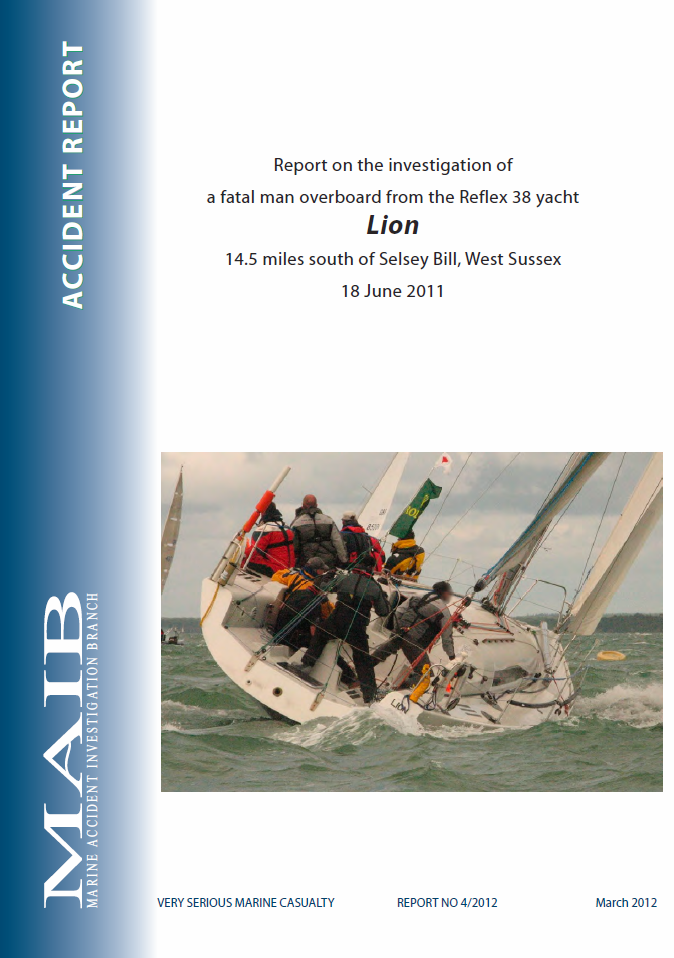 ACCIDENT REPORT
Report on the investigation of
a fatal man overboard from the Reflex 38 yacht
Lion
14.5 miles south of Selsey Bill, West Sussex
18 June 2011
LION
MAIB
MARINE ACCIDENT INVESTIGATION BRANCH
VERY SERIOUS MARINE CASUALTY
REPORT NO 4/2012
March 2012